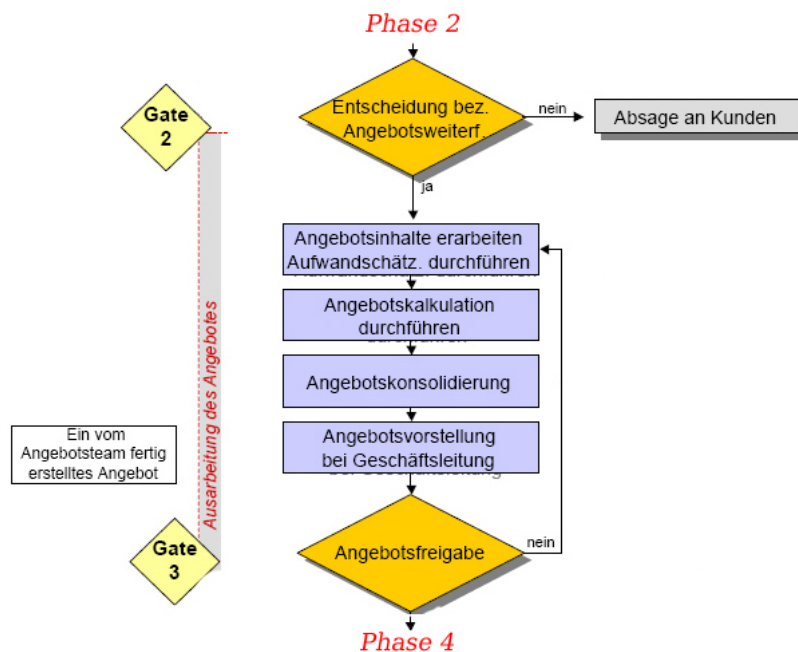 Phase 2
Gate
2
Entscheidung bez.
Angebotsweiterf.
nein
Absage an Kunden
ja
Angebotsinhalte erarbeiten
Aufwandschätz. durchführen
Angebotskalkulation
durchführen
Angebotskonsolidierung
Ausarbeitung des Angebotes
Ein vom
Angebotsteam fertig
erstelltes Angebot
Angebotsvorstellung
bei Geschäftsleitung
Gate
3
Angebotsfreigabe
nein
Phase 4